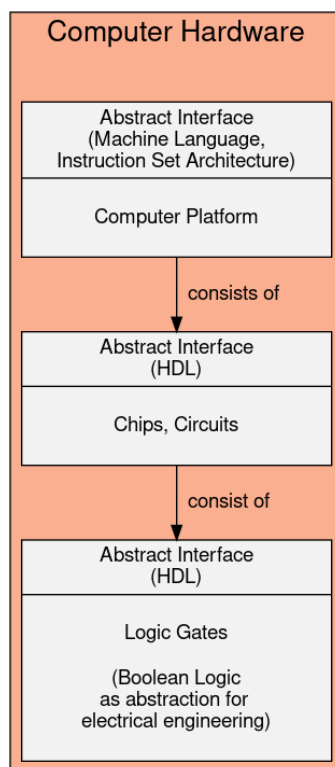 Computer Hardware
Abstract Interface
(Machine Language,
Instruction Set Architecture)
Computer Platform
consists of
Abstract Interface
(HDL)
Chips, Circuits
consist of
Abstract Interface
(HDL)
Logic Gates
(Boolean Logic
as abstraction for
electrical engineering)